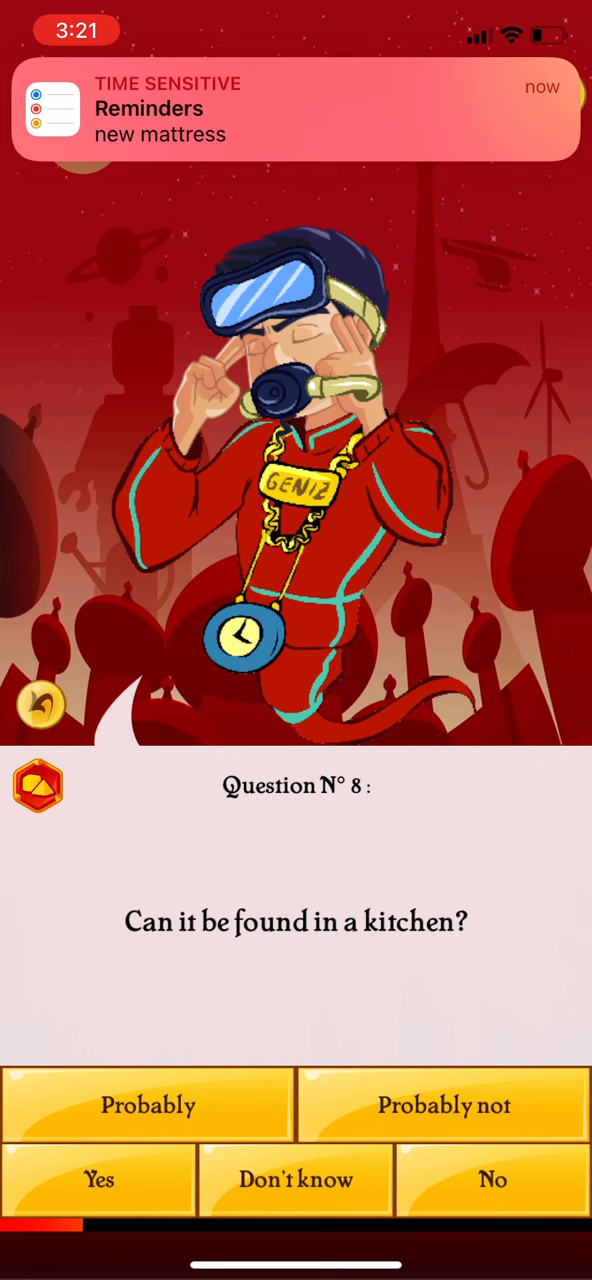 3:21
TIME SENSITIVE
now
Reminders
new mattress
GENIZ
Question N° 8 :
Can it be found in a kitchen?
Probably
Probably not
Yes
Don't know
No